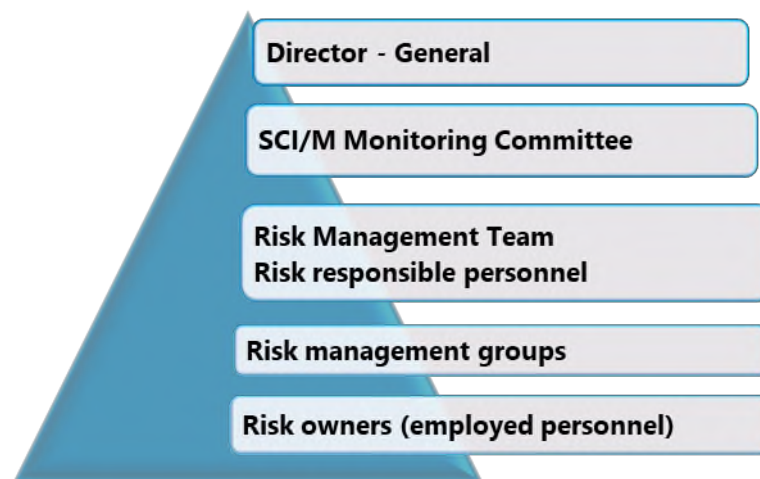 Director - General
SCI/M Monitoring Committee
Risk Management Team
Risk responsible personnel
Risk management groups
Risk owners (employed personnel)